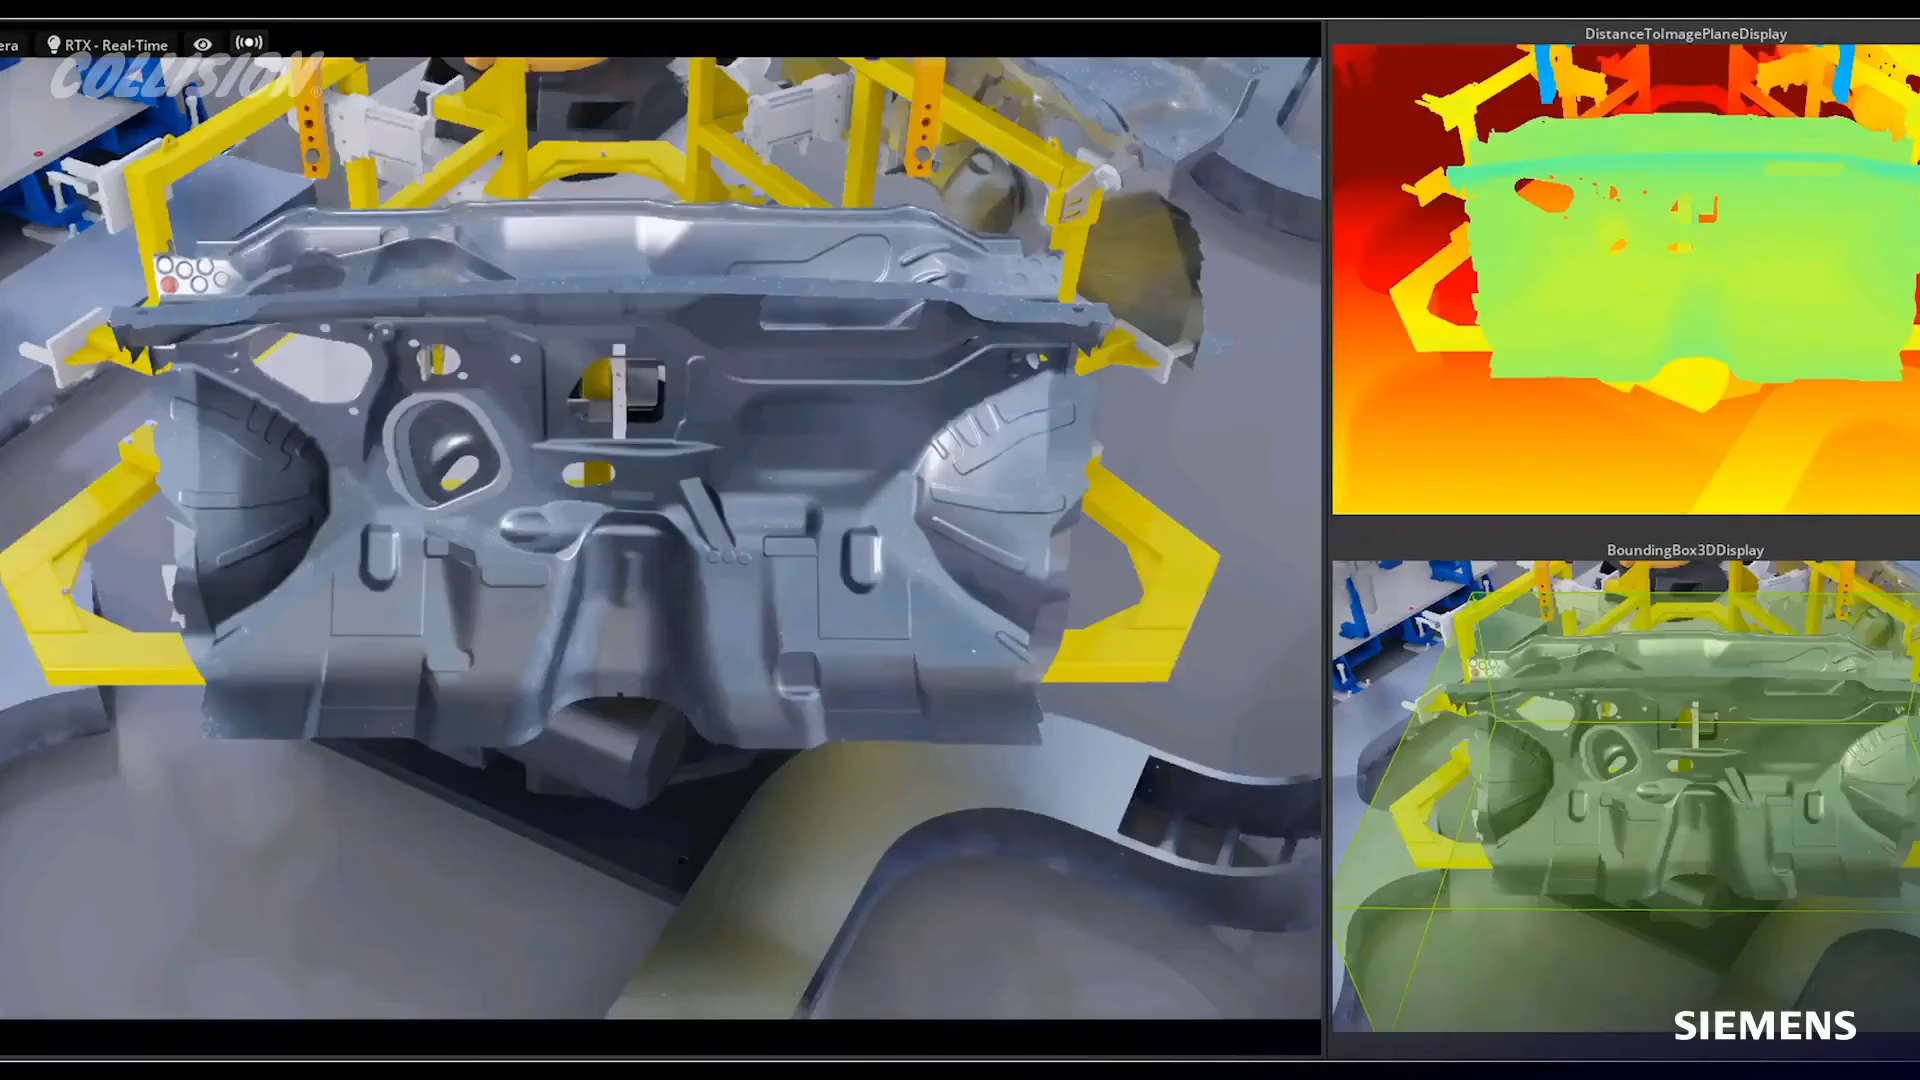 era
RTX - Real-Time
COLLISION®
DistanceToImagePlaneDisplay
BoundingBox3DDisplay
SIEMENS